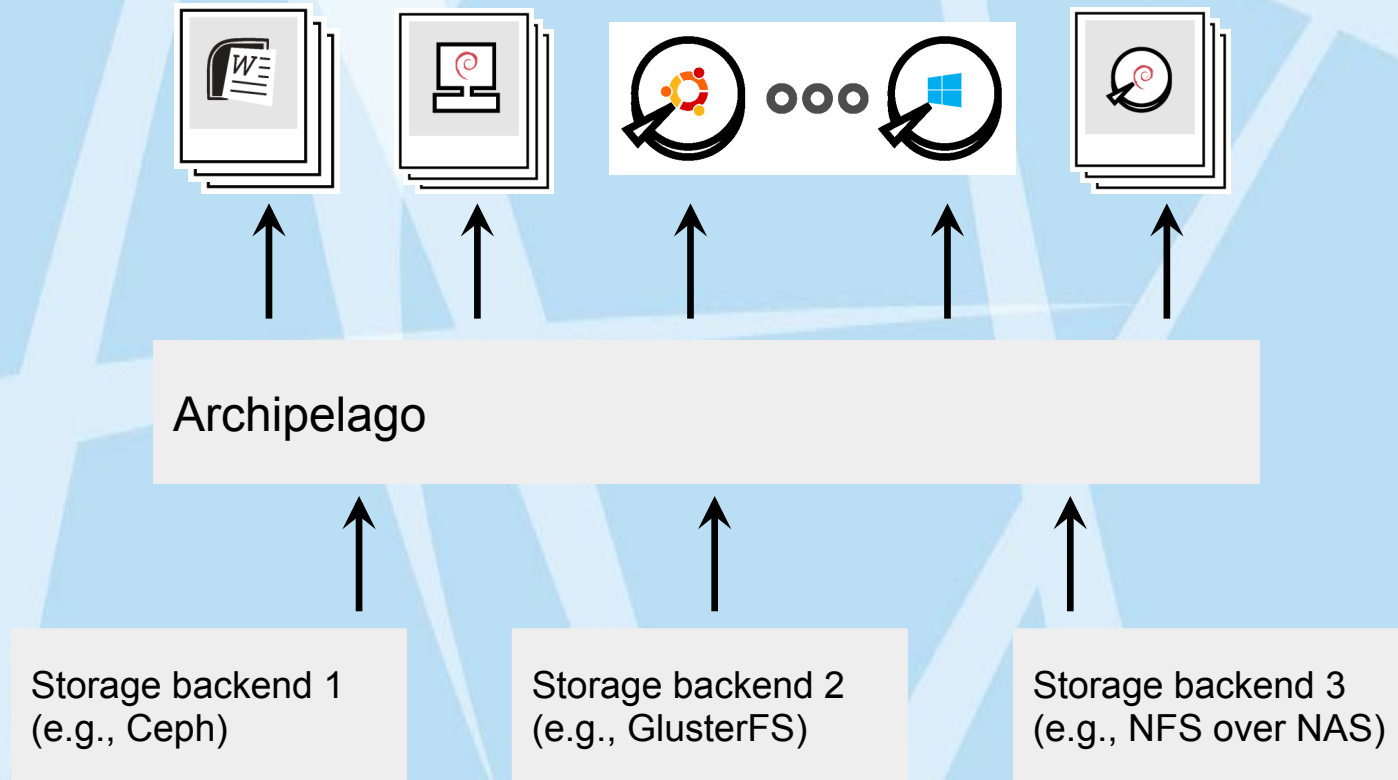 W
Archipelago
Storage backend 1
(e.g., Ceph)
Storage backend 2
(e.g., GlusterFS)
Storage backend 3
(e.g., NFS over NAS)